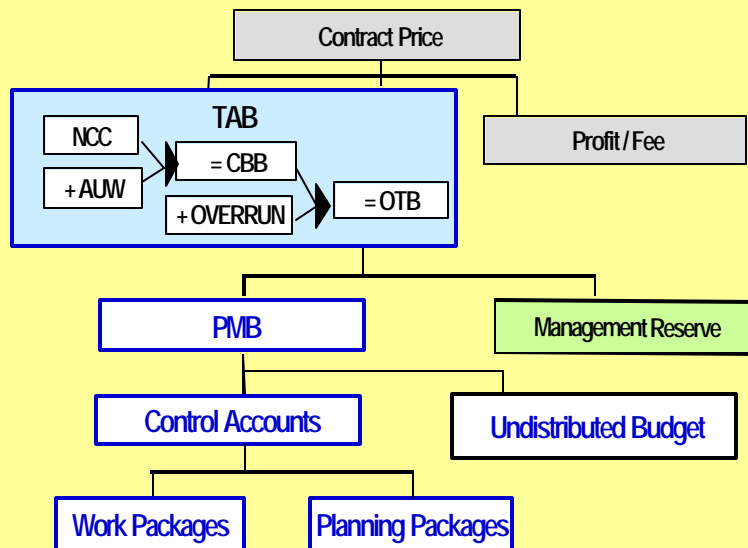 Contract Price
TAB
NCC
= CBB
Profit / Fee
+ AUW
= OTB
+ OVERRUN
PMB
Management Reserve
Control Accounts
Undistributed Budget
Work Packages
Planning Packages